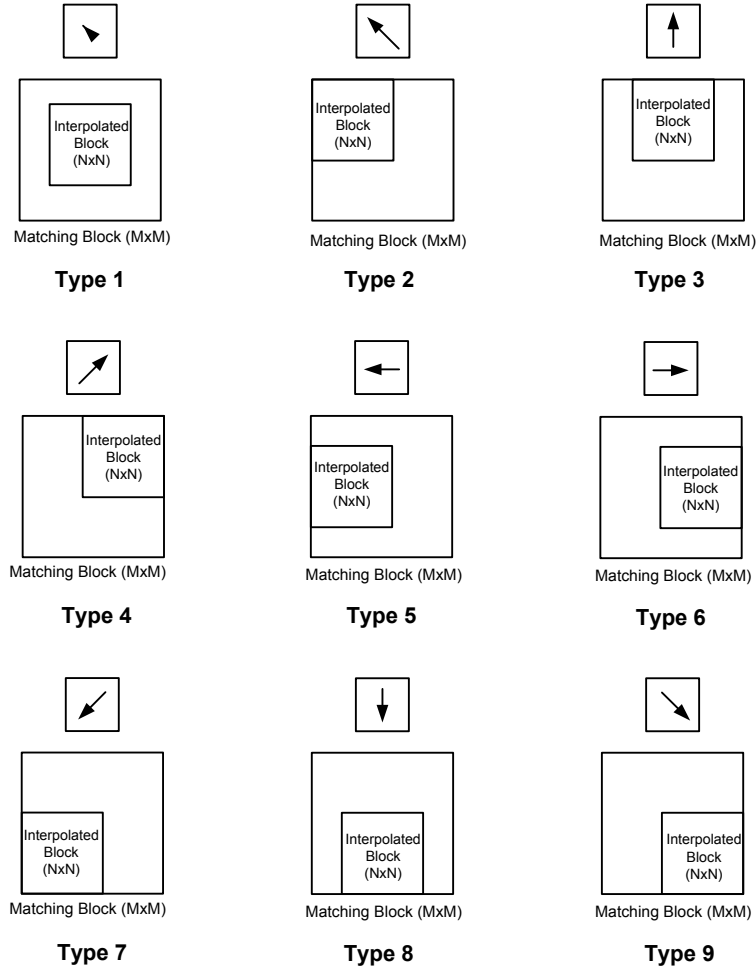 Interpolated
Block
(NxN)
Matching Block (MxM)
Type 1
Interpolated
Block
(NxN)
Matching Block (MxM)
Type 2
Interpolated
Block
(NxN)
Matching Block (MxM)
Type 3
Interpolated
Block
(NxN)
Matching Block (MxM)
Type 4
Interpolated
Block
(NxN)
Matching Block (MxM)
Type 5
Interpolated
Block
(NxN)
Matching Block (MxM)
Type 6
Interpolated
Block
(NxN)
Matching Block (MxM)
Type 7
Interpolated
Block
(NxN)
Matching Block (MxM)
Type 8
Interpolated
Block
(NxN)
Matching Block (MxM)
Type 9